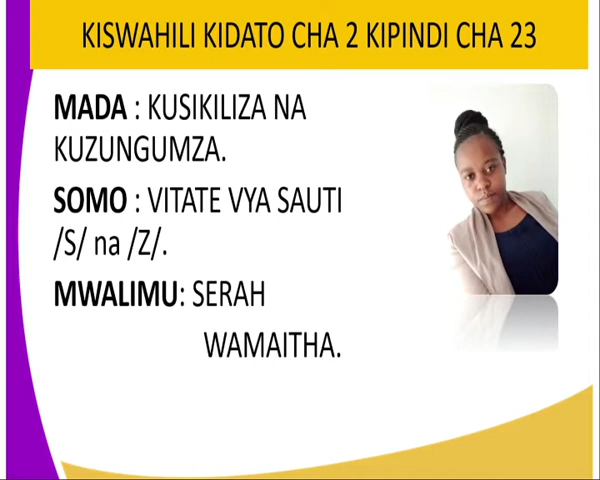 KISWAHILI KIDATO CHA 2 KIPINDI CHA 23
MADA : KUSIKILIZA NA
KUZUNGUMZA.
SOMO : VITATE VYA SAUTI
/S/ na /Z/.
MWALIMU: SERAH
WAMAITHA.